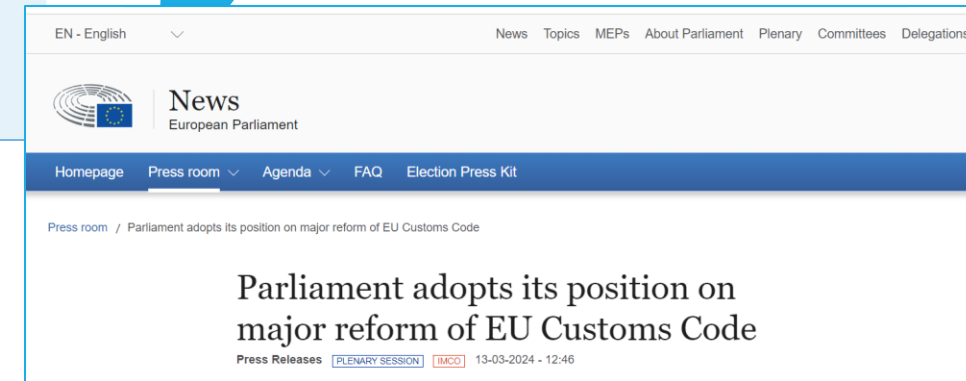 EN - English
News Topics MEPs About Parliament Plenary Committees Delegations
News
European Parliament
Homepage Press room Agenda FAQ Election Press Kit
Press room / Parliament adopts its position on major reform of EU Customs Code
Parliament adopts its position on
major reform of EU Customs Code
Press Releases PLENARY SESSION IMCO 13-03-2024 - 12:46